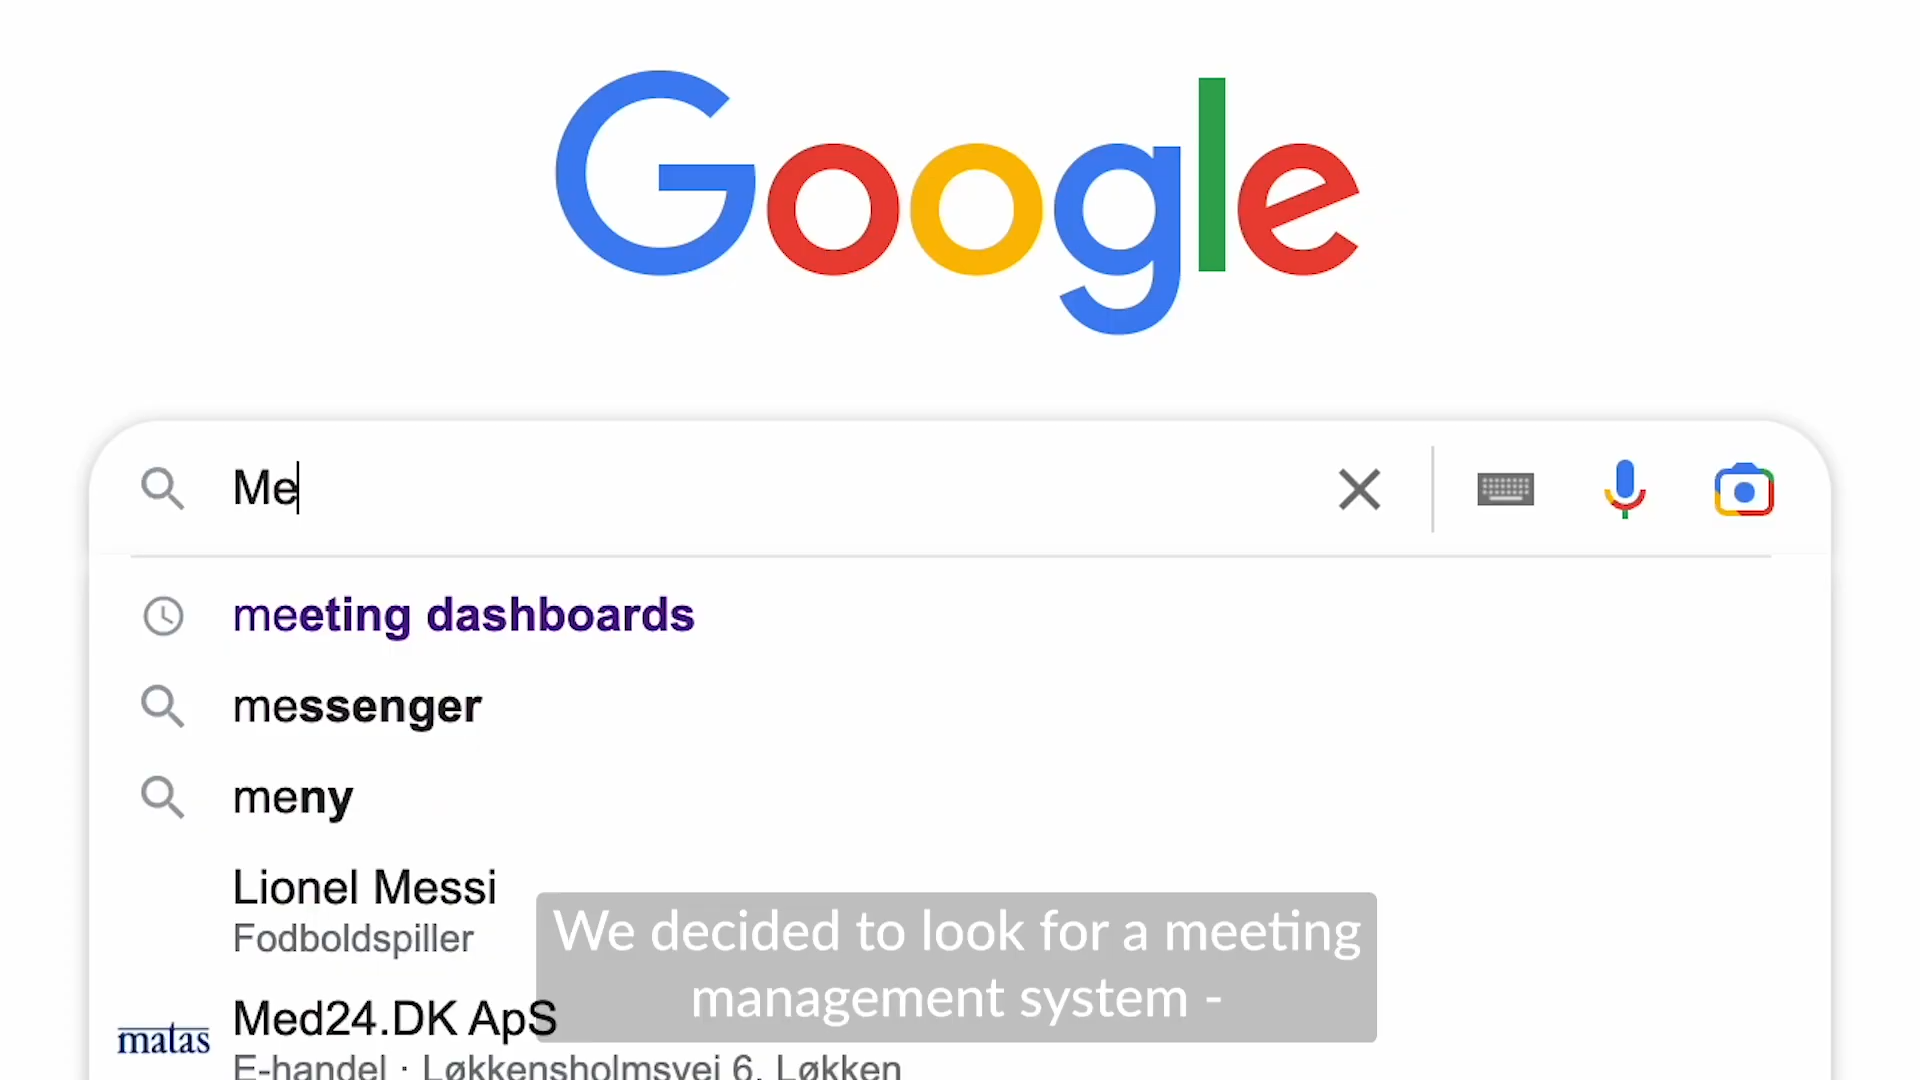 Google
Me
meeting dashboards
messenger
meny
Lionel Messi
Fodboldspiller
We decided to look for a meeting
management system -
Med24.DK ApS
matas
E-handel · Løkkensholmsvej 6, Løkken